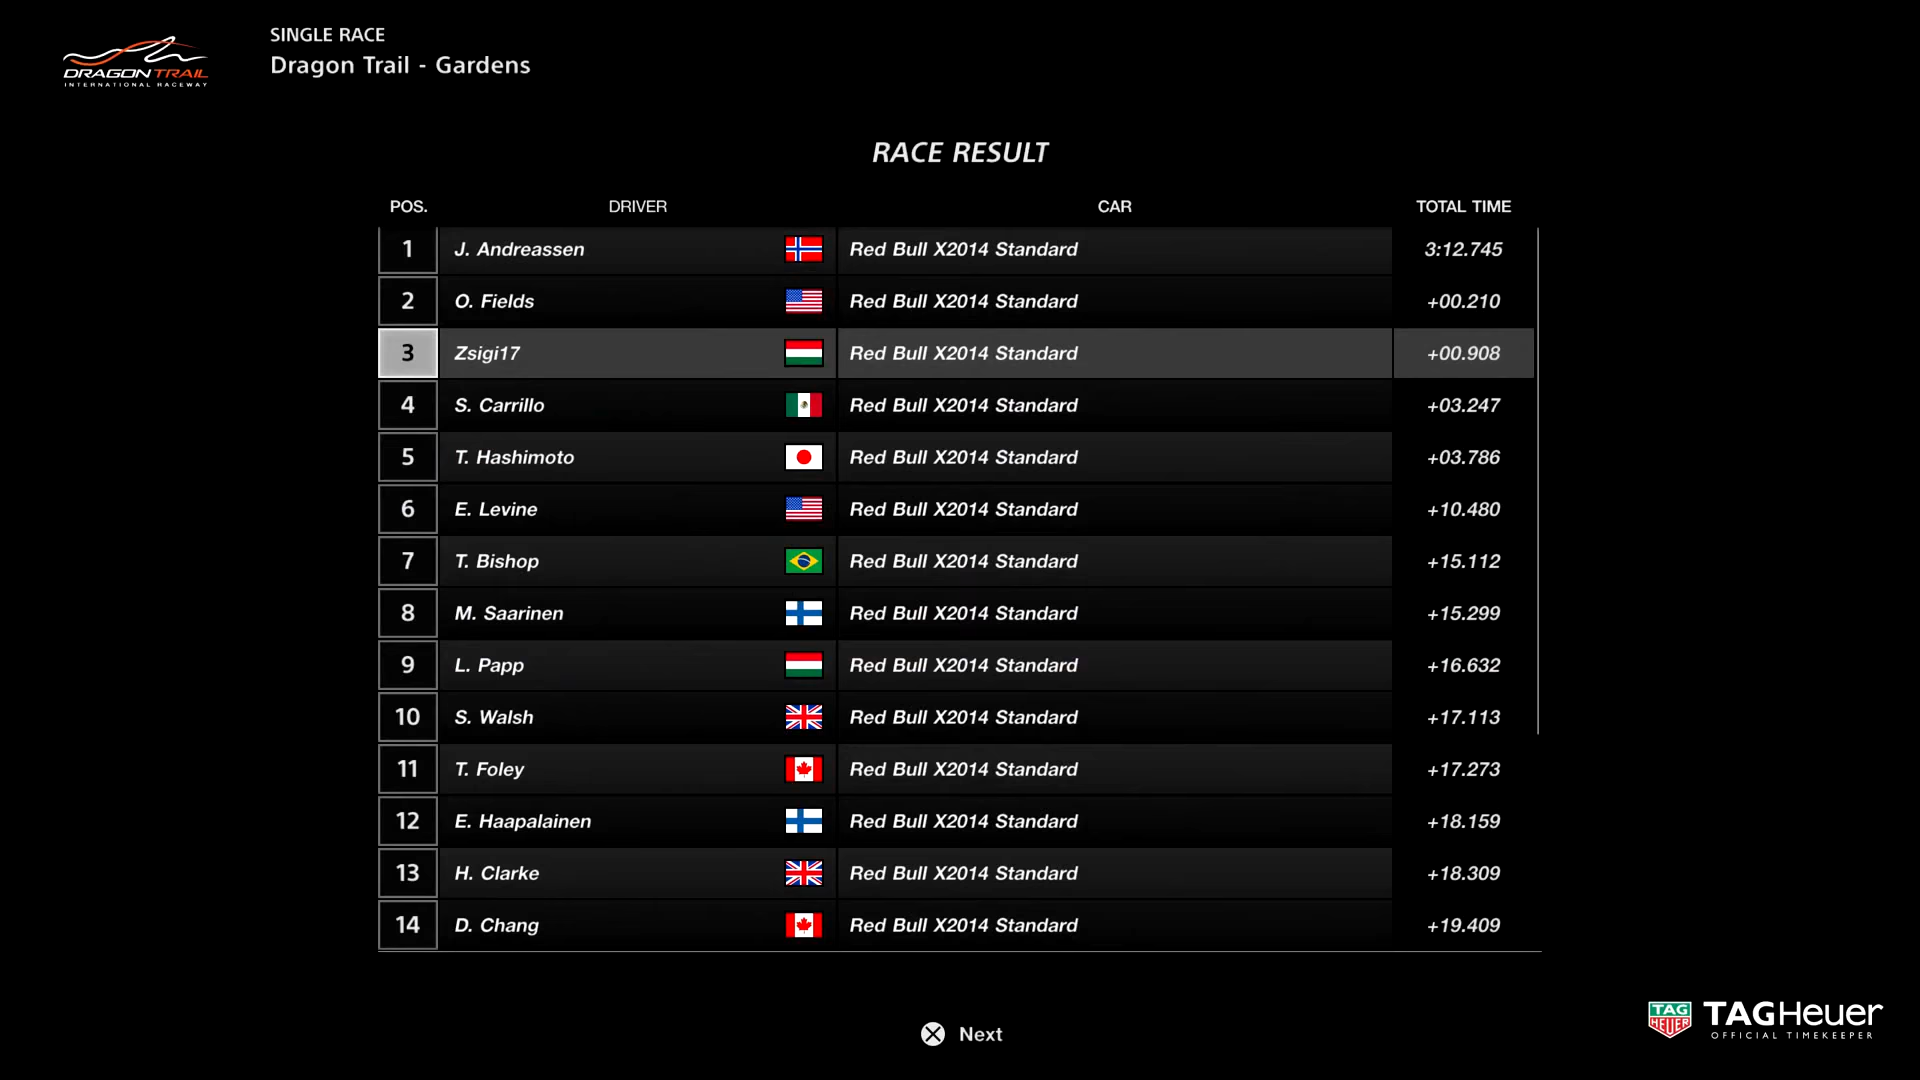 DRAGON TRAIL
INTERNATIONAL RACEWAY
SINGLE RACE
Dragon Trail - Gardens
RACE RESULT
POS. DRIVER CAR TOTAL TIME
1 J. Andreassen Red Bull X2014 Standard 3:12.745
2 O. Fields Red Bull X2014 Standard +00.210
3 Zsigi17 Red Bull X2014 Standard +00.908
4 S. Carrillo Red Bull X2014 Standard +03.247
5 T. Hashimoto Red Bull X2014 Standard +03.786
6 E. Levine Red Bull X2014 Standard +10.480
7 T. Bishop Red Bull X2014 Standard +15.112
8 M. Saarinen Red Bull X2014 Standard +15.299
9 L. Papp Red Bull X2014 Standard +16.632
10 S. Walsh Red Bull X2014 Standard +17.113
11 T. Foley Red Bull X2014 Standard +17.273
12 E. Haapalainen Red Bull X2014 Standard +18.159
13 H. Clarke Red Bull X2014 Standard +18.309
14 D. Chang Red Bull X2014 Standard +19.409
Next
TAG
HEUER
TAGHeuer
OFFICIAL TIMEKEEPER